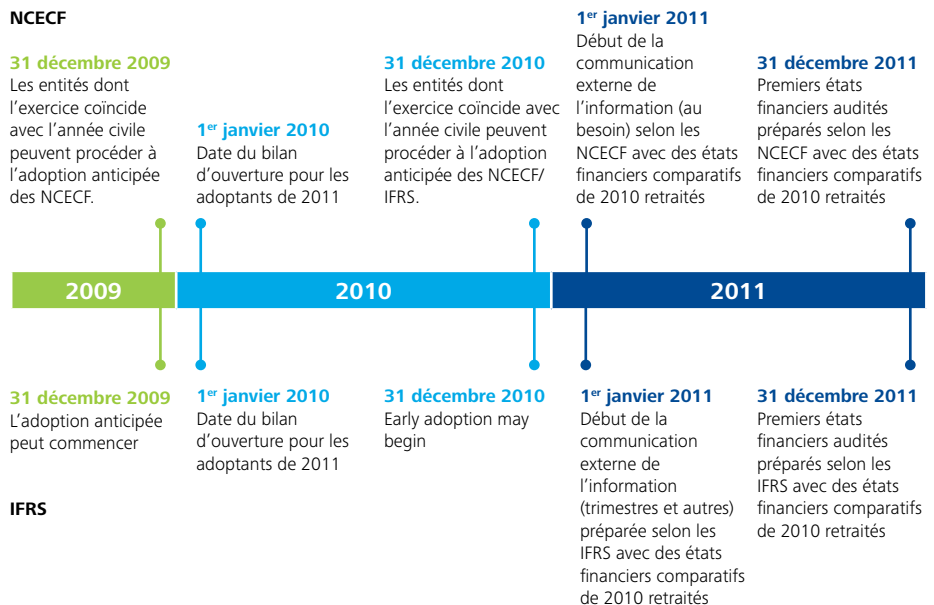 NCECF
31 décembre 2009
Les entités dont
l'exercice coïncide
avec l'année civile
peuvent procéder à
l'adoption anticipée
des NCECF.
1er janvier 2010
Date du bilan
d'ouverture pour les
adoptants de 2011
31 décembre 2010
Les entités dont
l'exercice coïncide avec
l'année civile peuvent
procéder à l'adoption
anticipée des NCECF/
IFRS.
1er janvier 2011
Début de la
communication
externe de
l'information (au
besoin) selon les
NCECF avec des états
financiers comparatifs
de 2010 retraités
31 décembre 2011
Premiers états
financiers audités
préparés selon les
NCECF avec des états
financiers comparatifs
de 2010 retraités
2009
2010
2011
31 décembre 2009
L'adoption anticipée
peut commencer
1er janvier 2010
Date du bilan
d'ouverture pour les
adoptants de 2011
31 décembre 2010
Early adoption may
begin
1er janvier 2011
Début de la
communication
externe de
l'information
(trimestres et autres)
préparée selon les
IFRS avec des états
financiers comparatifs
de 2010 retraités
31 décembre 2011
Premiers états
financiers audités
préparés selon les
IFRS avec des états
financiers comparatifs
de 2010 retraités
IFRS